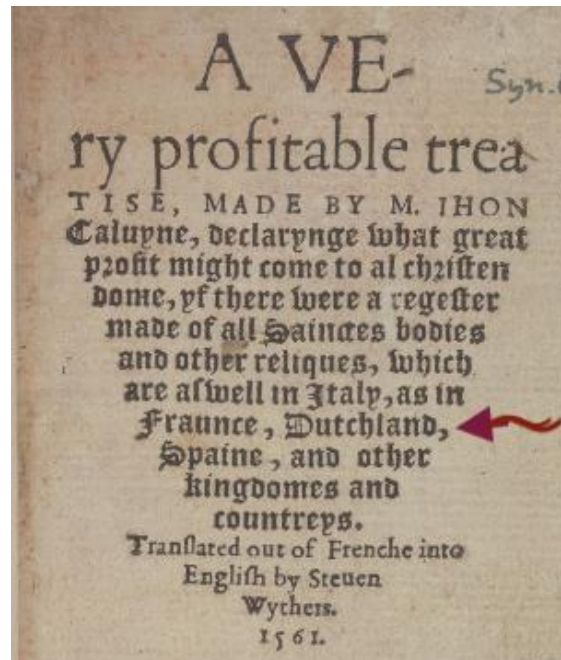 A VE-
Syn.
ry profitable trea
TISE, MADE BY M. IHON
Caluyne, declarynge what great
profit might come to al christen
dome, yf there were a regester
made of all Sainctes bodies
and other reliques, which
are aswell in Italy, as in
Fraunce, Dutchland,
Spaine, and other
kingdomes and
countreys.
Translated out of Frenche into
English by Steuen
Wythers.
1561.